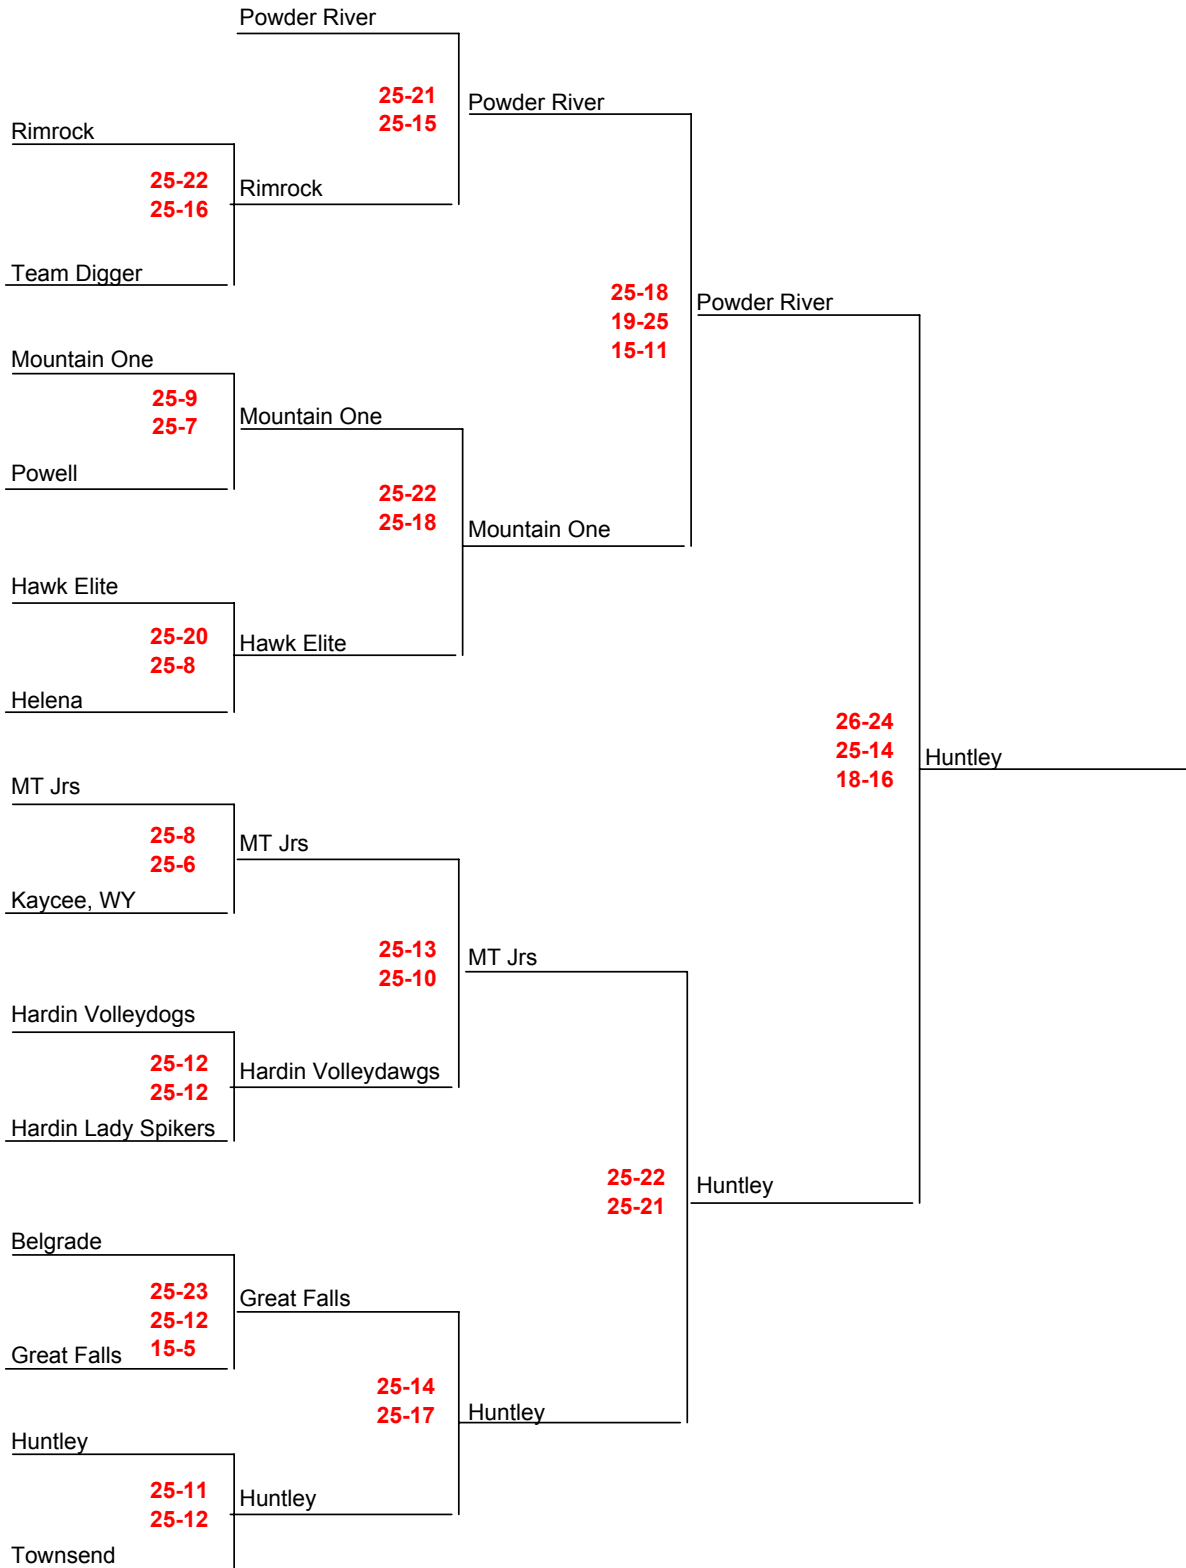 Powder River
25-21
25-15
Powder River
Rimrock
25-22
25-16
Rimrock
Team Digger
25-18
19-25
15-11
Powder River
Mountain One
25-9
25-7
Mountain One
Powell
25-22
25-18
Mountain One
Hawk Elite
25-20
25-8
Hawk Elite
Helena
26-24
25-14
18-16
Huntley
MT Jrs
25-8
25-6
MT Jrs
Kaycee, WY
25-13
25-10
MT Jrs
Hardin Volleydogs
25-12
25-12
Hardin Volleydawgs
Hardin Lady Spikers
25-22
25-21
Huntley
Belgrade
25-23
25-12
15-5
Great Falls
Great Falls
25-14
25-17
Huntley
Huntley
25-11
25-12
Huntley
Townsend